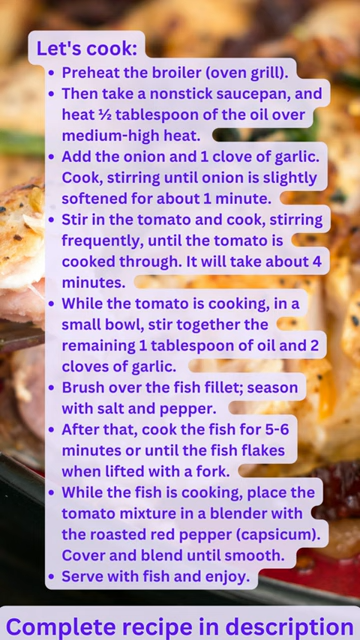 Let's cook:
• Preheat the broiler (oven grill).
• Then take a nonstick saucepan, and
heat ½ tablespoon of the oil over
medium-high heat.
• Add the onion and 1 clove of garlic.
Cook, stirring until onion is slightly
softened for about 1 minute.
• Stir in the tomato and cook, stirring
frequently, until the tomato is
cooked through. It will take about 4
minutes.
• While the tomato is cooking, in a
small bowl, stir together the
remaining 1 tablespoon of oil and 2
cloves of garlic.
• Brush over the fish fillet; season
with salt and pepper.
• After that, cook the fish for 5-6
minutes or until the fish flakes
when lifted with a fork.
• While the fish is cooking, place the
tomato mixture in a blender with
the roasted red pepper (capsicum).
Cover and blend until smooth.
• Serve with fish and enjoy.
Complete recipe in description